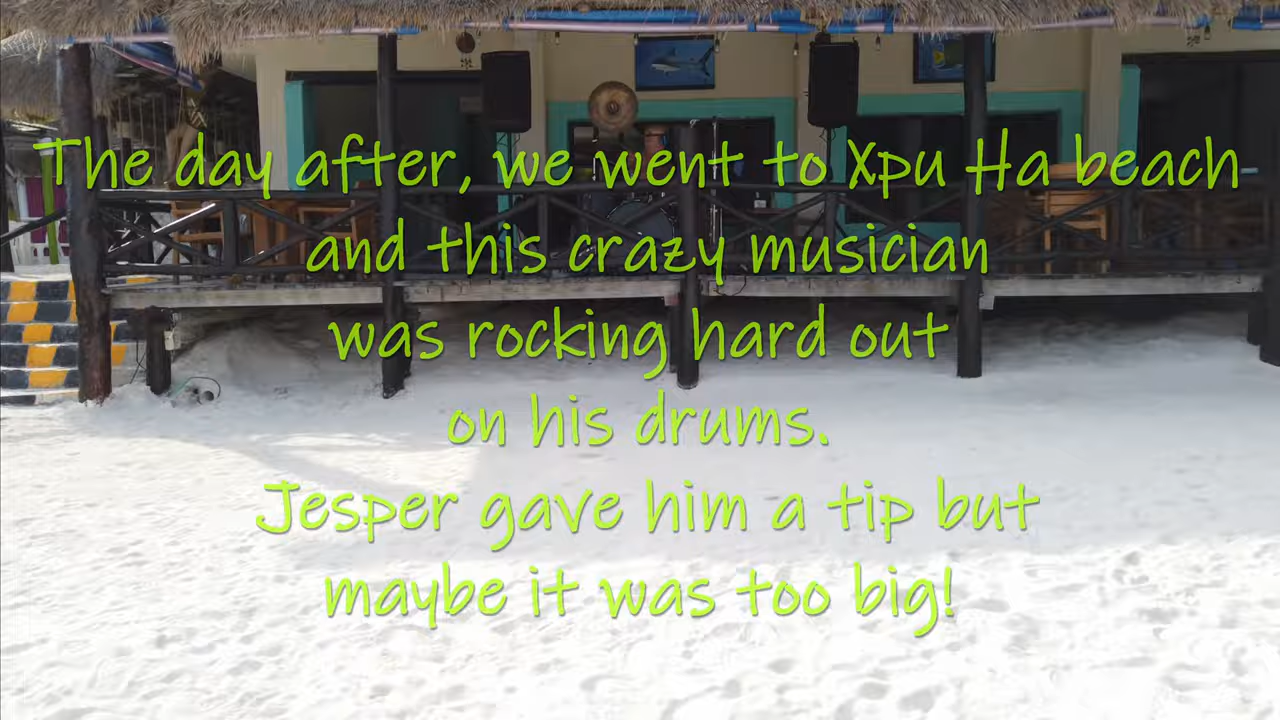 The day after, we went to Xpu Ha beach
and this crazy musician
was rocking hard out
on his drums.
Jesper gave him a tip but
maybe it was too big!